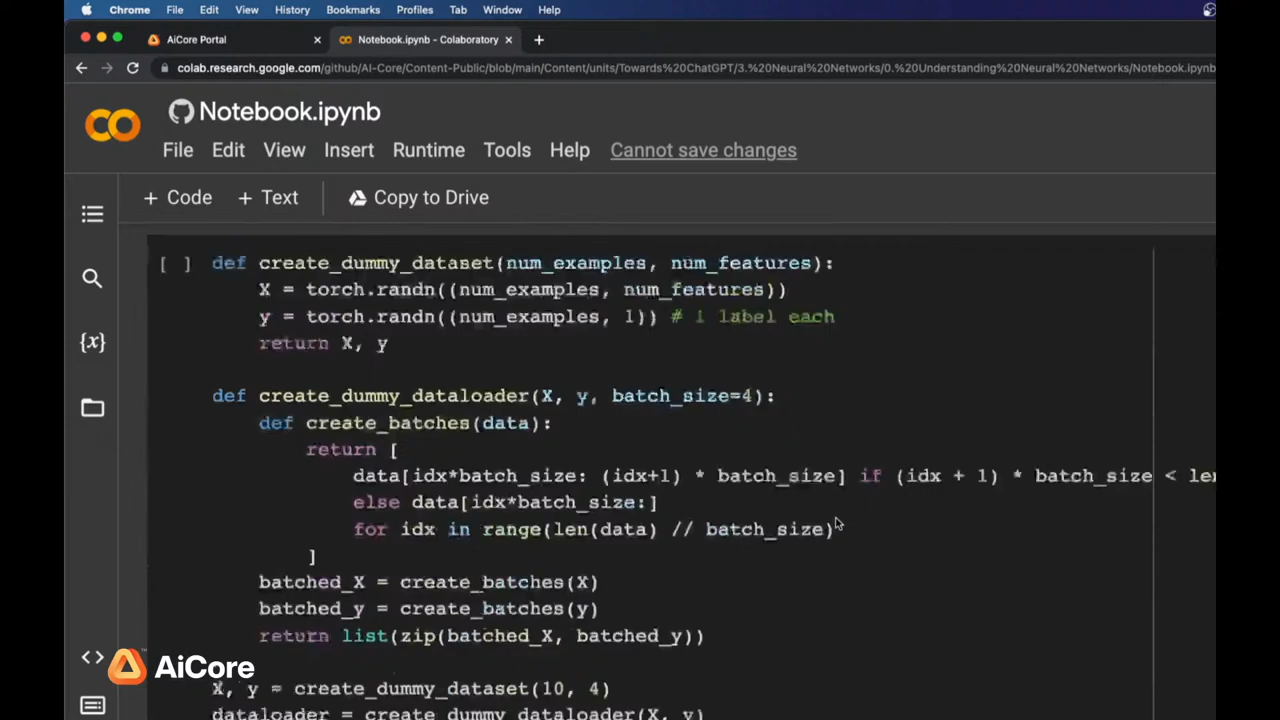 Chrome File Edit View History Bookmarks Profiles Tab Window Help
AiCore Portal × Notebook.ipynb - Colaboratory × +
colab.research.google.com/github/AI-Core/Content-Public/blob/main/Content/units/Towards%20ChatGPT/3.%20Neural%20Networks/0.%20Understanding%20Neural%20Networks/Notebook.ipynb
CO Notebook.ipynb
File Edit View Insert Runtime Tools Help Cannot save changes
+ Code + Text Copy to Drive
{x}
[ ] def create_dummy_dataset(num_examples, num_features):
X = torch.randn((num_examples, num_features))
y = torch.randn((num_examples, 1)) # 1 label each
return X, y
def create_dummy_dataloader(X, y, batch_size=4):
def create_batches(data):
return [
data[idx*batch_size: (idx+1) * batch_size] if (idx + 1) * batch_size < len
else data[idx*batch_size:]
for idx in range(len(data) // batch_size)
]
batched_X = create_batches(X)
batched_y = create_batches(y)
return list(zip(batched_X, batched_y))
X, y = create_dummy_dataset(10, 4)
dataloader = create_dummy_dataloader(X, y)
<>
AiCore